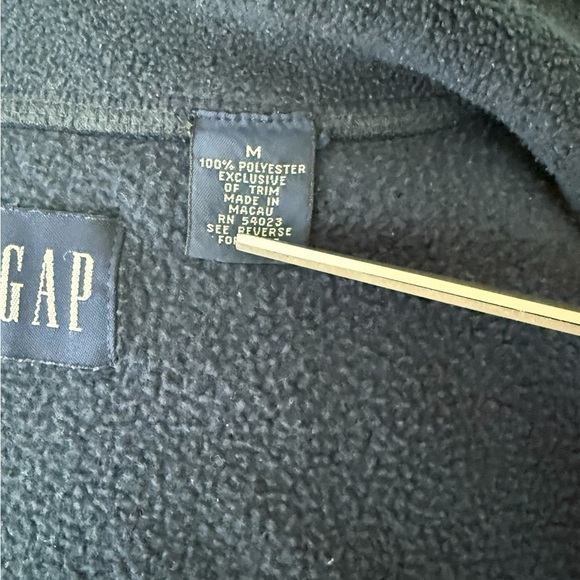 M
100% POLYESTER
EXCLUSIVE
OF TRIM
MADE IN
MACAU
RN 54023
SEE REVERSE
GAP